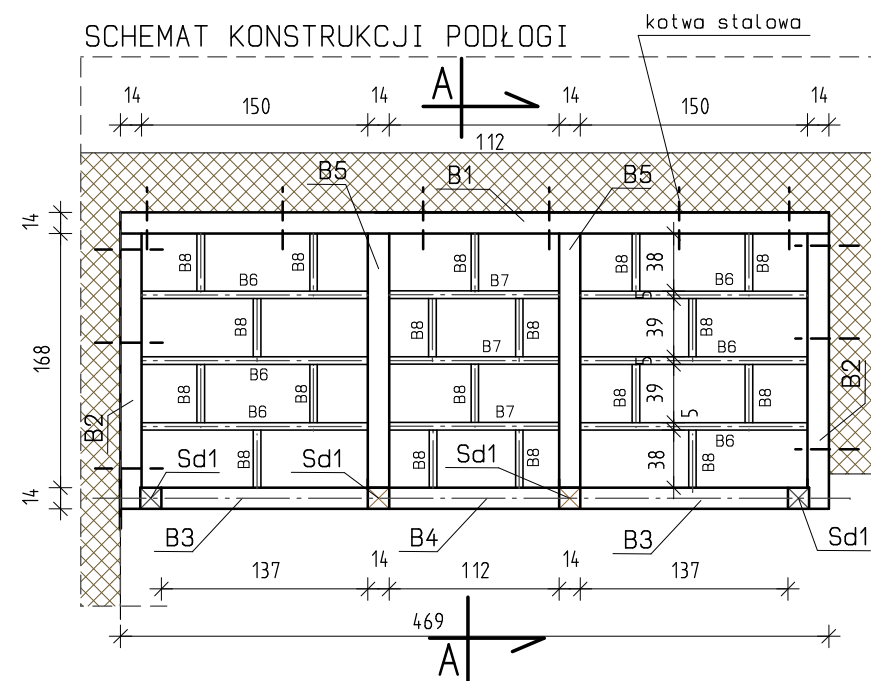 SCHEMAT KONSTRUKCJI PODŁOGI
kotwa stalowa
14 150 14 A 14 150 14
112
B5 B1 B5
14
B8 B8 B8 B8 38 B8
B6 B7 5 B6
B8 B8 B8 39 B8
168
B7 5 B6
B6
B8 B8 B8 B8 39 B8
B2
B6 B7 5
B2
B6
Sd1 B8 Sd1 B8 Sd1 B8 38 B8
14
B3 B4 B3 Sd1
137 14 112 14 137
469
A